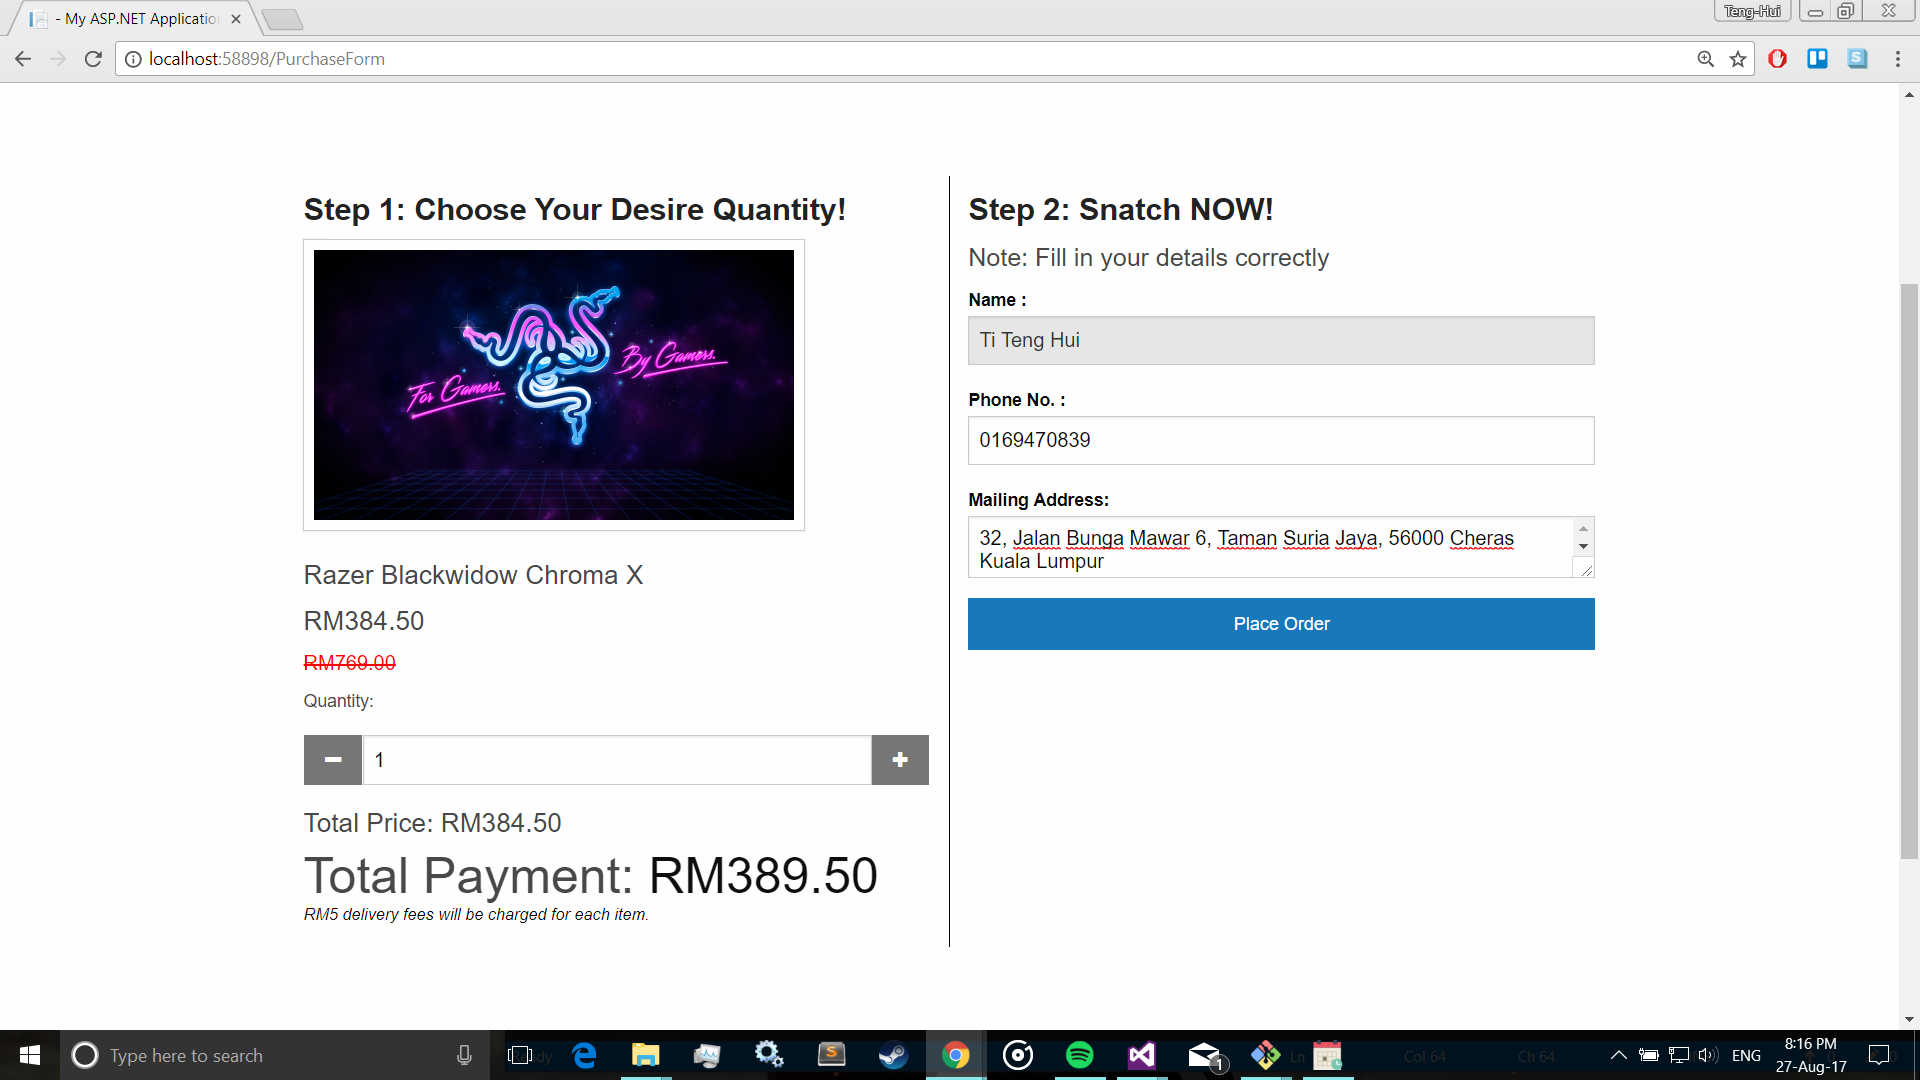 - My ASP.NET Applicatio
Teng-Hui
localhost:58898/PurchaseForm
Step 1: Choose Your Desire Quantity!
For Gamers. By Gamers.
Razer Blackwidow Chroma X
RM384.50
RM769.00
Quantity:
1
Total Price: RM384.50
Total Payment: RM389.50
RM5 delivery fees will be charged for each item.
Step 2: Snatch NOW!
Note: Fill in your details correctly
Name :
Ti Teng Hui
Phone No. :
0169470839
Mailing Address:
32, Jalan Bunga Mawar 6, Taman Suria Jaya, 56000 Cheras
Kuala Lumpur
Place Order
Type here to search
Col 64
Ch 64
ENG
8:16 PM
27-Aug-17